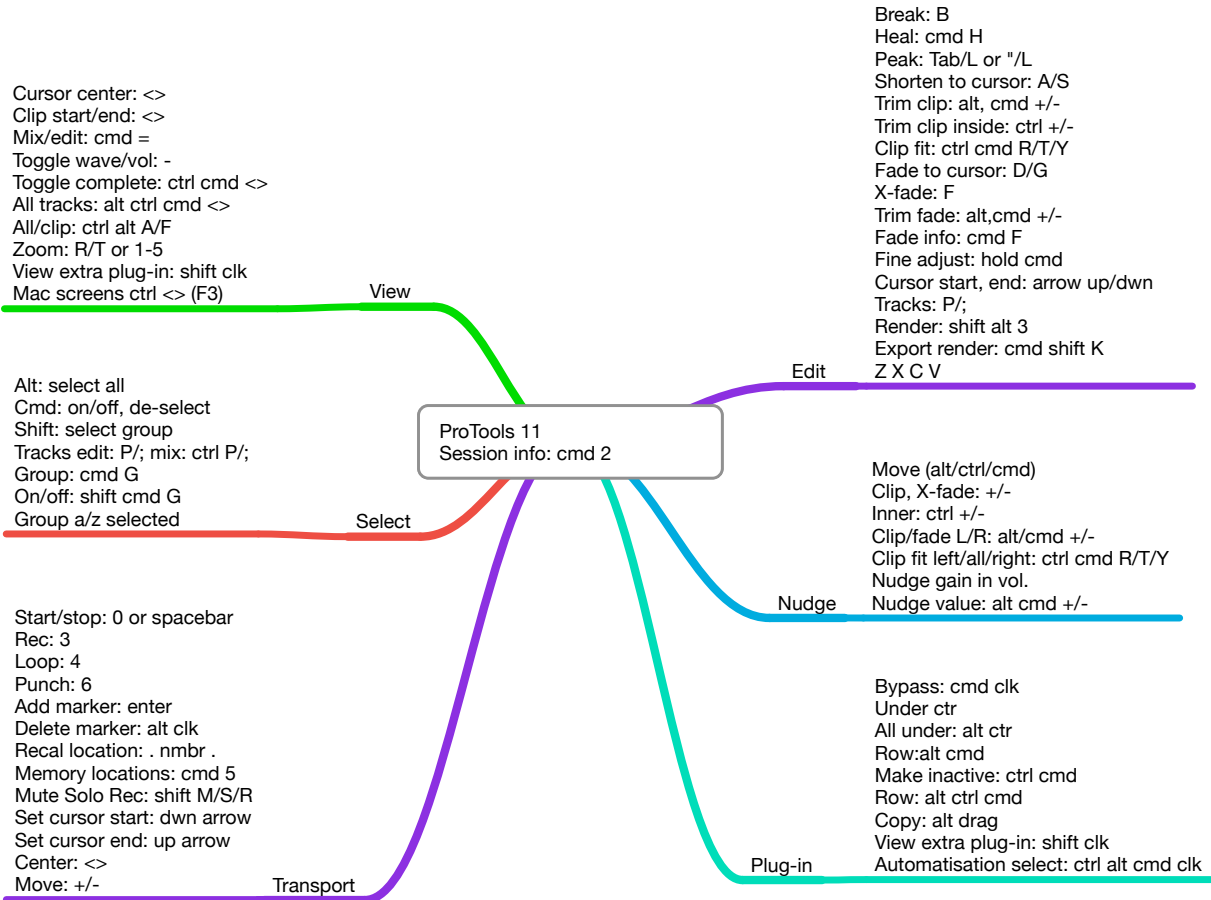 ProTools 11
Session info: cmd 2
Cursor center: <>
Clip start/end: <>
Mix/edit: cmd =
Toggle wave/vol: -
Toggle complete: ctrl cmd <>
All tracks: alt ctrl cmd <>
All/clip: ctrl alt A/F
Zoom: R/T or 1-5
View extra plug-in: shift clk
Mac screens ctrl <> (F3)
View
Alt: select all
Cmd: on/off, de-select
Shift: select group
Tracks edit: P/; mix: ctrl P/;
Group: cmd G
On/off: shift cmd G
Group a/z selected
Select
Start/stop: 0 or spacebar
Rec: 3
Loop: 4
Punch: 6
Add marker: enter
Delete marker: alt clk
Recal location: . nmbr .
Memory locations: cmd 5
Mute Solo Rec: shift M/S/R
Set cursor start: dwn arrow
Set cursor end: up arrow
Center: <>
Move: +/-
Transport
Break: B
Heal: cmd H
Peak: Tab/L or "/L
Shorten to cursor: A/S
Trim clip: alt, cmd +/-
Trim clip inside: ctrl +/-
Clip fit: ctrl cmd R/T/Y
Fade to cursor: D/G
X-fade: F
Trim fade: alt,cmd +/-
Fade info: cmd F
Fine adjust: hold cmd
Cursor start, end: arrow up/dwn
Tracks: P/;
Render: shift alt 3
Export render: cmd shift K
Z X C V
Edit
Move (alt/ctrl/cmd)
Clip, X-fade: +/-
Inner: ctrl +/-
Clip/fade L/R: alt/cmd +/-
Clip fit left/all/right: ctrl cmd R/T/Y
Nudge gain in vol.
Nudge value: alt cmd +/-
Nudge
Bypass: cmd clk
Under ctr
All under: alt ctr
Row:alt cmd
Make inactive: ctrl cmd
Row: alt ctrl cmd
Copy: alt drag
View extra plug-in: shift clk
Automatisation select: ctrl alt cmd clk
Plug-in